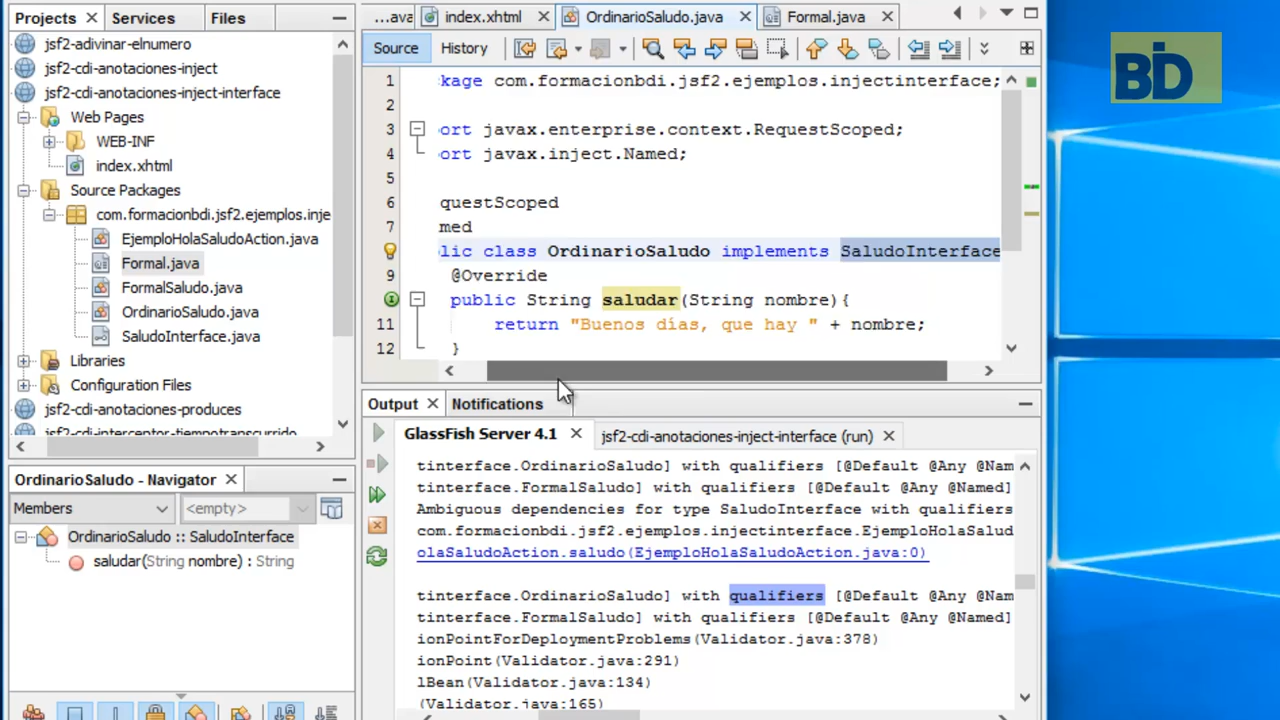 Projects
Services
Files
...ava
index.xhtml
OrdinarioSaludo.java
Formal.java
jsf2-adivinar-elnumero
jsf2-cdi-anotaciones-inject
jsf2-cdi-anotaciones-inject-interface
Web Pages
WEB-INF
index.xhtml
Source Packages
com.formacionbdi.jsf2.ejemplos.inje
EjemploHolaSaludoAction.java
Formal.java
FormalSaludo.java
OrdinarioSaludo.java
SaludoInterface.java
Libraries
Configuration Files
jsf2-cdi-anotaciones-produces
jsf2-cdi-interceptor-tiempotranscurrido
Source
History
1 kage com.formacionbdi.jsf2.ejemplos.injectinterface;
2
3 ort javax.enterprise.context.RequestScoped;
4 ort javax.inject.Named;
5
6 questScoped
7 med
lic class OrdinarioSaludo implements SaludoInterface
9 @Override
public String saludar(String nombre){
11 return "Buenos días, que hay " + nombre;
12 }
BDI
OrdinarioSaludo - Navigator
Members
<empty>
OrdinarioSaludo :: SaludoInterface
saludar(String nombre) : String
Output
Notifications
GlassFish Server 4.1
jsf2-cdi-anotaciones-inject-interface (run)
tinterface.OrdinarioSaludo] with qualifiers [@Default @Any @Nam
tinterface.FormalSaludo] with qualifiers [@Default @Any @Named]
Ambiguous dependencies for type SaludoInterface with qualifiers
com.formacionbdi.jsf2.ejemplos.injectinterface.EjemploHolaSalud
olaSaludoAction.saludo(EjemploHolaSaludoAction.java:0)
tinterface.OrdinarioSaludo] with qualifiers [@Default @Any @Nam
tinterface.FormalSaludo] with qualifiers [@Default @Any @Named]
ionPointForDeploymentProblems(Validator.java:378)
ionPoint(Validator.java:291)
lBean(Validator.java:134)
(Validator.java:165)